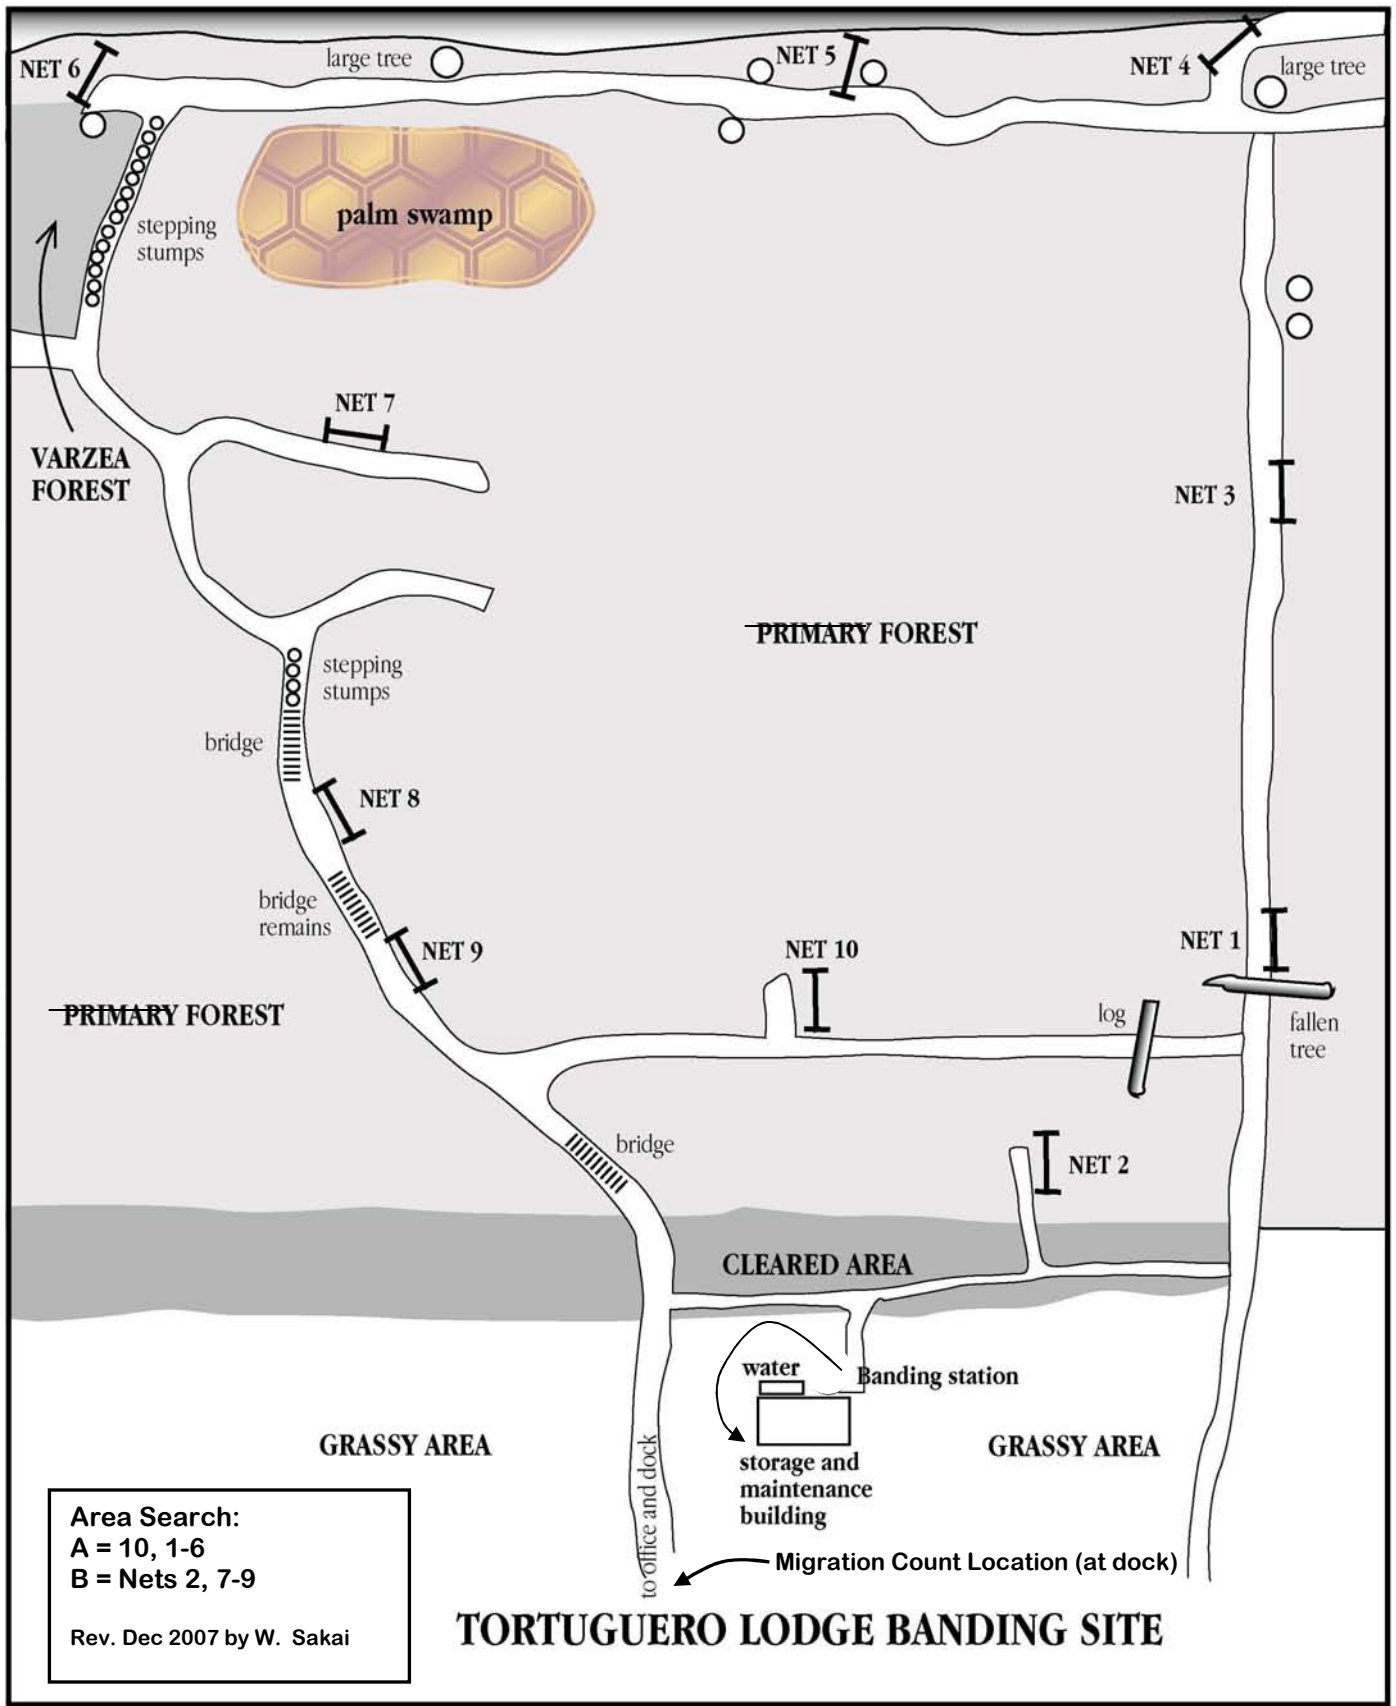 NET 6
large tree
NET 5
NET 4
large tree
palm swamp
stepping
stumps
NET 7
VARZEA
FOREST
NET 3
PRIMARY FOREST
stepping
stumps
bridge
NET 8
bridge
remains
NET 9
NET 10
NET 1
PRIMARY FOREST
log
fallen
tree
bridge
NET 2
CLEARED AREA
water
Banding station
GRASSY AREA
GRASSY AREA
storage and
maintenance
building
to office and dock
Area Search:
A = 10, 1-6
B = Nets 2, 7-9
Rev. Dec 2007 by W. Sakai
Migration Count Location (at dock)
TORTUGUERO LODGE BANDING SITE